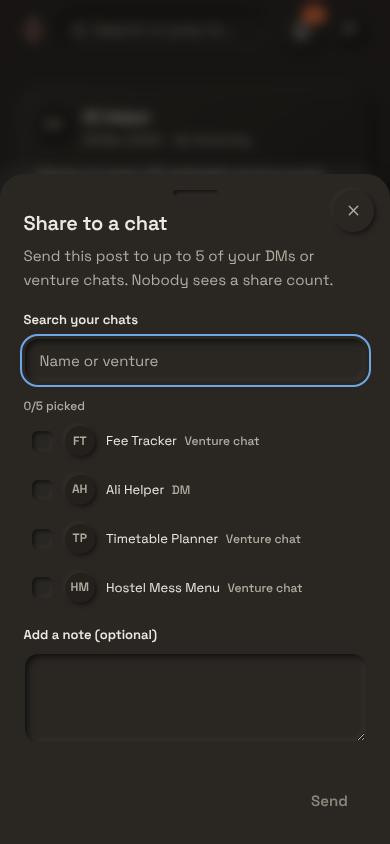 Share to a chat
Send this post to up to 5 of your DMs or
venture chats. Nobody sees a share count.
Search your chats
Name or venture
0/5 picked
FT Fee Tracker Venture chat
AH Ali Helper DM
TP Timetable Planner Venture chat
HM Hostel Mess Menu Venture chat
Add a note (optional)
Send